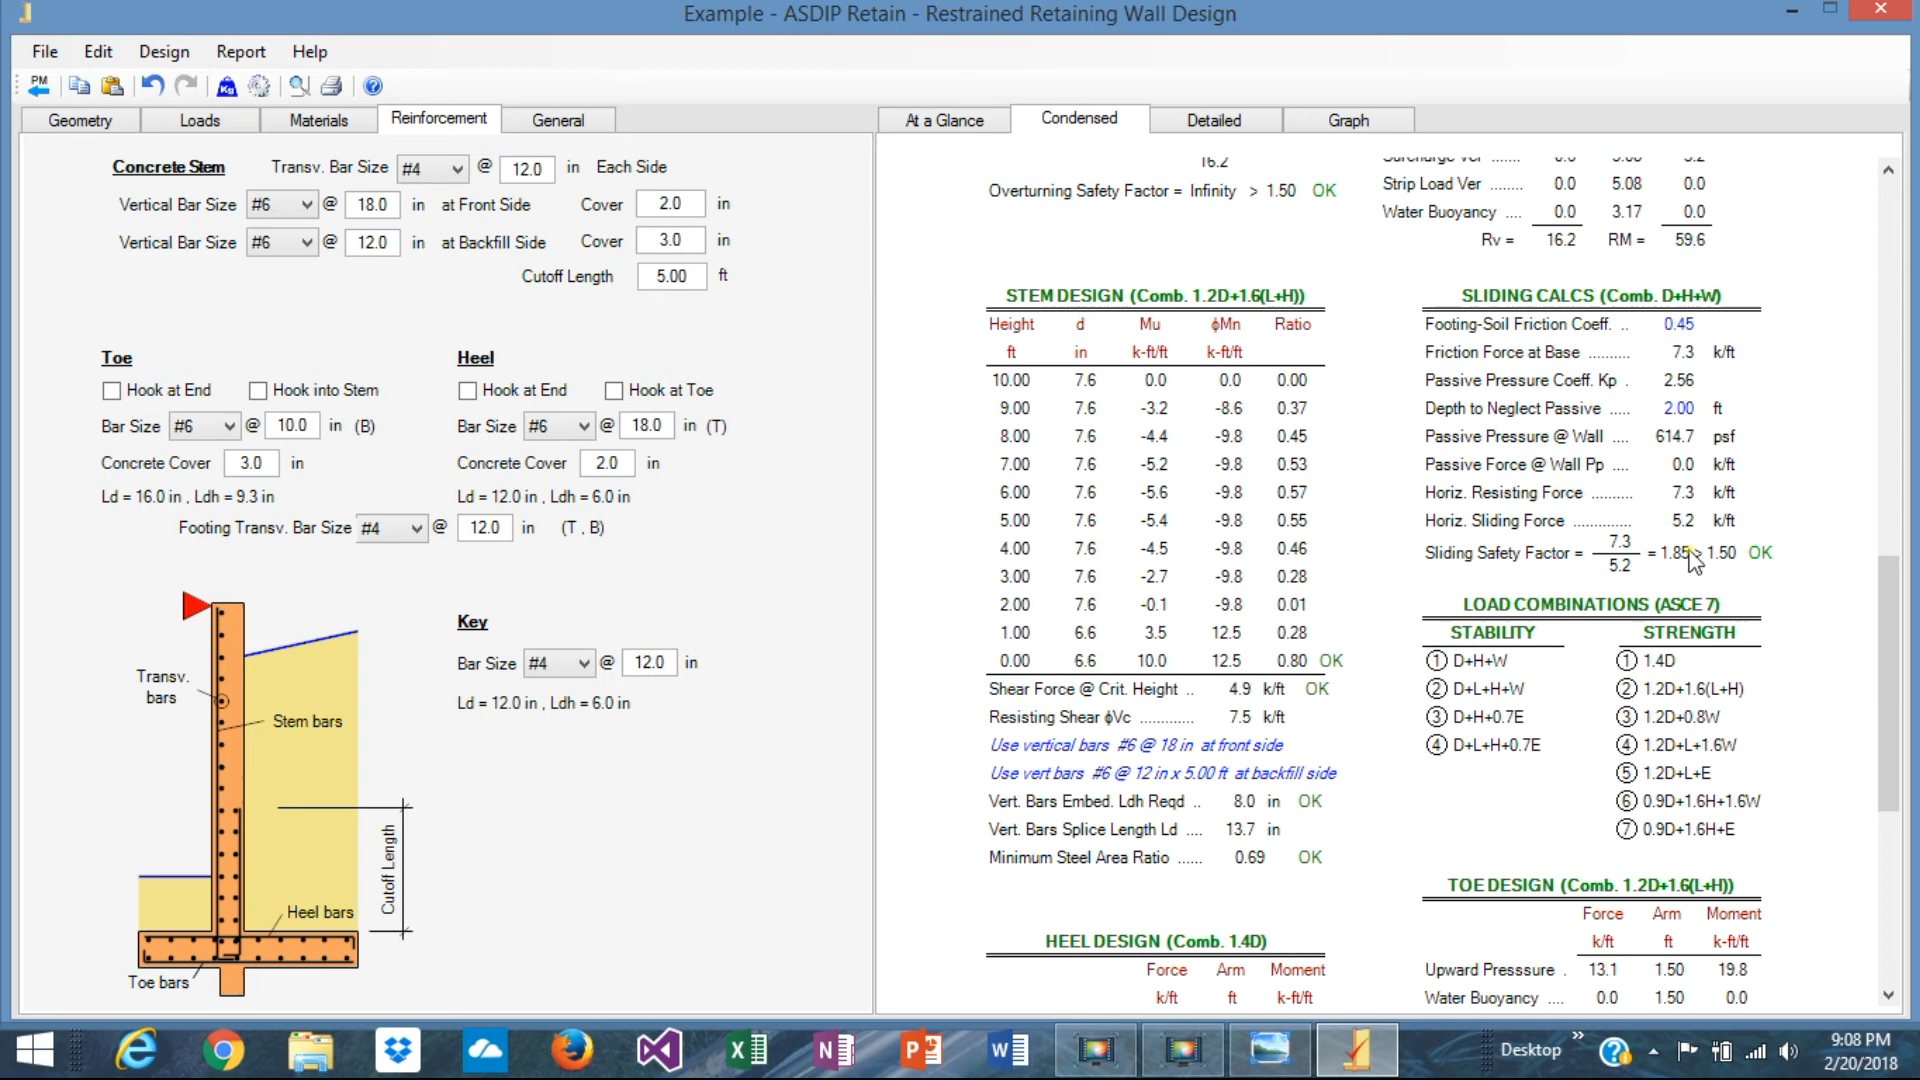 Example - ASDIP Retain - Restrained Retaining Wall Design
File Edit Design Report Help
PM Kg ?
Geometry Loads Materials Reinforcement General
At a Glance Condensed Detailed Graph
Concrete Stem Transv. Bar Size #4 @ 12.0 in Each Side
Vertical Bar Size #6 @ 18.0 in at Front Side Cover 2.0 in
Vertical Bar Size #6 @ 12.0 in at Backfill Side Cover 3.0 in
Cutoff Length 5.00 ft
Toe
Hook at End Hook into Stem
Bar Size #6 @ 10.0 in (B)
Concrete Cover 3.0 in
Ld = 16.0 in , Ldh = 9.3 in
Heel
Hook at End Hook at Toe
Bar Size #6 @ 18.0 in (T)
Concrete Cover 2.0 in
Ld = 12.0 in , Ldh = 6.0 in
Footing Transv. Bar Size #4 @ 12.0 in (T , B)
Key
Bar Size #4 @ 12.0 in
Ld = 12.0 in , Ldh = 6.0 in
Transv.
bars
Stem bars
Cutoff Length
Heel bars
Toe bars
16.2
Overturning Safety Factor = Infinity > 1.50 OK
Surcharge Ver ...... 0.0 5.08 3.2
Strip Load Ver ........ 0.0 5.08 0.0
Water Buoyancy .... 0.0 3.17 0.0
Rv = 16.2 RM = 59.6
STEM DESIGN (Comb. 1.2D+1.6(L+H))
Height d Mu ϕMn Ratio
ft in k-ft/ft k-ft/ft
10.00 7.6 0.0 0.0 0.00
9.00 7.6 -3.2 -8.6 0.37
8.00 7.6 -4.4 -9.8 0.45
7.00 7.6 -5.2 -9.8 0.53
6.00 7.6 -5.6 -9.8 0.57
5.00 7.6 -5.4 -9.8 0.55
4.00 7.6 -4.5 -9.8 0.46
3.00 7.6 -2.7 -9.8 0.28
2.00 7.6 -0.1 -9.8 0.01
1.00 6.6 3.5 12.5 0.28
0.00 6.6 10.0 12.5 0.80 OK
Shear Force @ Crit. Height .. 4.9 k/ft OK
Resisting Shear ϕVc ............. 7.5 k/ft
Use vertical bars #6 @ 18 in at front side
Use vert bars #6 @ 12 in x 5.00 ft at backfill side
Vert. Bars Embed. Ldh Reqd .. 8.0 in OK
Vert. Bars Splice Length Ld .... 13.7 in
Minimum Steel Area Ratio ...... 0.69 OK
HEEL DESIGN (Comb. 1.4D)
Force Arm Moment
k/ft ft k-ft/ft
SLIDING CALCS (Comb. D+H+W)
Footing-Soil Friction Coeff. .. 0.45
Friction Force at Base .......... 7.3 k/ft
Passive Pressure Coeff. Kp . 2.56
Depth to Neglect Passive ..... 2.00 ft
Passive Pressure @ Wall .... 614.7 psf
Passive Force @ Wall Pp .... 0.0 k/ft
Horiz. Resisting Force .......... 7.3 k/ft
Horiz. Sliding Force .............. 5.2 k/ft
Sliding Safety Factor = 7.3 / 5.2 = 1.85 > 1.50 OK
LOAD COMBINATIONS (ASCE 7)
STABILITY STRENGTH
1 D+H+W 1 1.4D
2 D+L+H+W 2 1.2D+1.6(L+H)
3 D+H+0.7E 3 1.2D+0.8W
4 D+L+H+0.7E 4 1.2D+L+1.6W
5 1.2D+L+E
6 0.9D+1.6H+1.6W
7 0.9D+1.6H+E
TOE DESIGN (Comb. 1.2D+1.6(L+H))
Force Arm Moment
k/ft ft k-ft/ft
Upward Presssure . 13.1 1.50 19.8
Water Buoyancy .... 0.0 1.50 0.0
Desktop 9:08 PM
2/20/2018